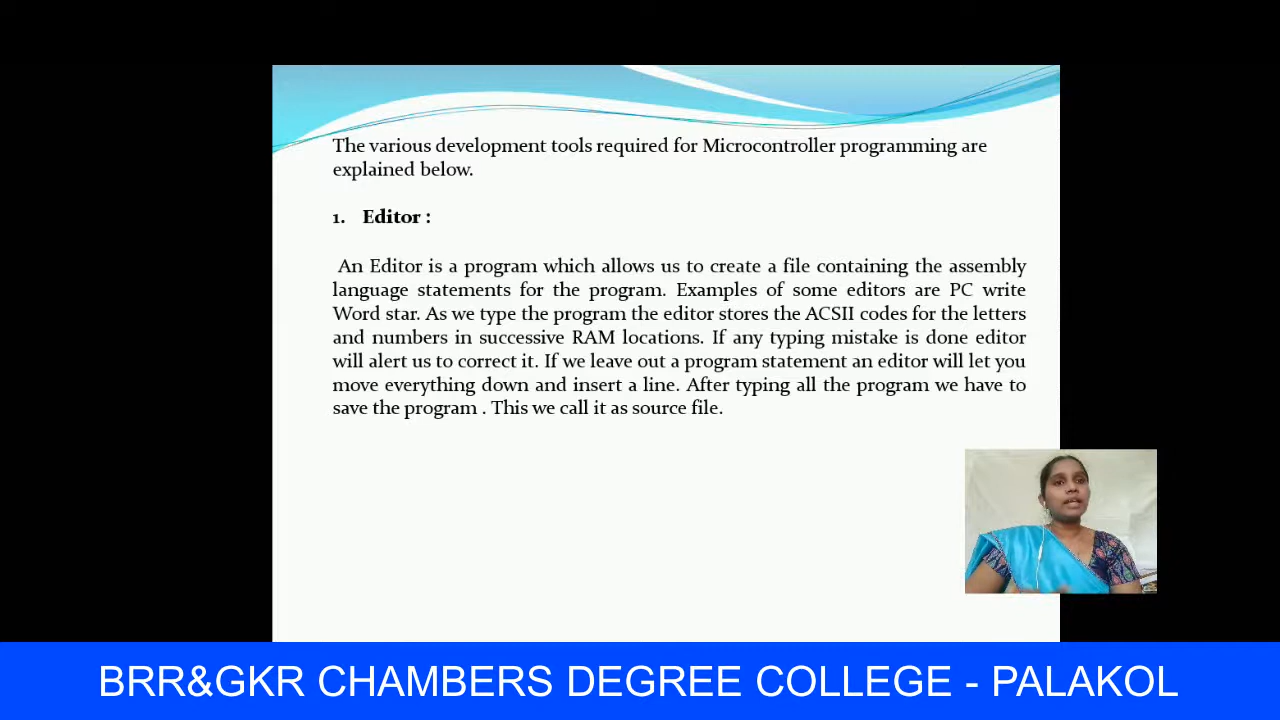 The various development tools required for Microcontroller programming are
explained below.
1. Editor :
An Editor is a program which allows us to create a file containing the assembly
language statements for the program. Examples of some editors are PC write
Word star. As we type the program the editor stores the ACSII codes for the letters
and numbers in successive RAM locations. If any typing mistake is done editor
will alert us to correct it. If we leave out a program statement an editor will let you
move everything down and insert a line. After typing all the program we have to
save the program . This we call it as source file.
BRR&GKR CHAMBERS DEGREE COLLEGE - PALAKOL